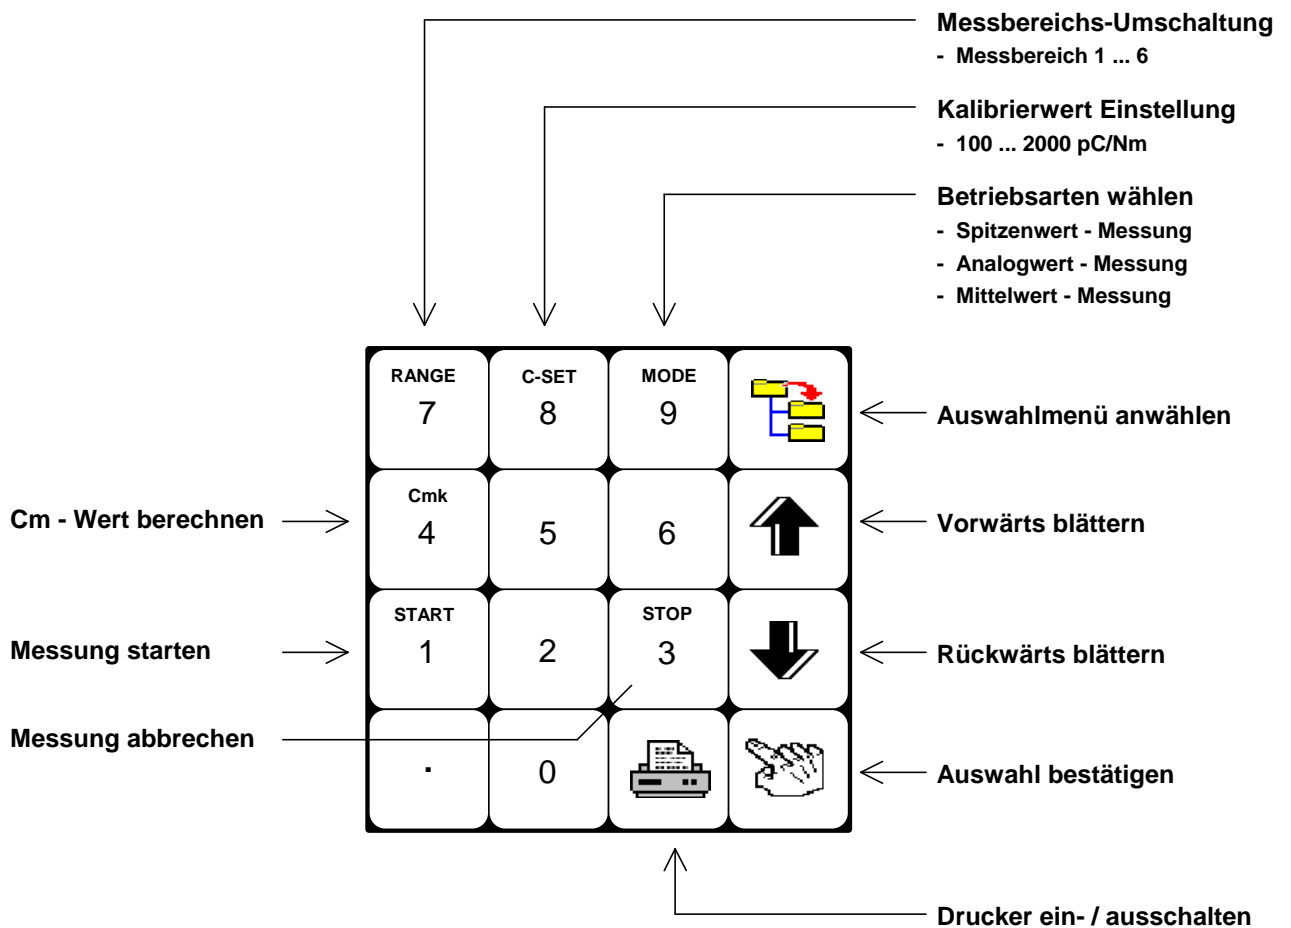 Messbereichs-Umschaltung
- Messbereich 1 ... 6
Kalibrierwert Einstellung
- 100 ... 2000 pC/Nm
Betriebsarten wählen
- Spitzenwert - Messung
- Analogwert - Messung
- Mittelwert - Messung
RANGE
7
C-SET
8
MODE
9
Auswahlmenü anwählen
Cm - Wert berechnen
Cmk
4
5
6
Vorwärts blättern
Messung starten
START
1
2
STOP
3
Rückwärts blättern
Messung abbrechen
.
0
Auswahl bestätigen
Drucker ein- / ausschalten